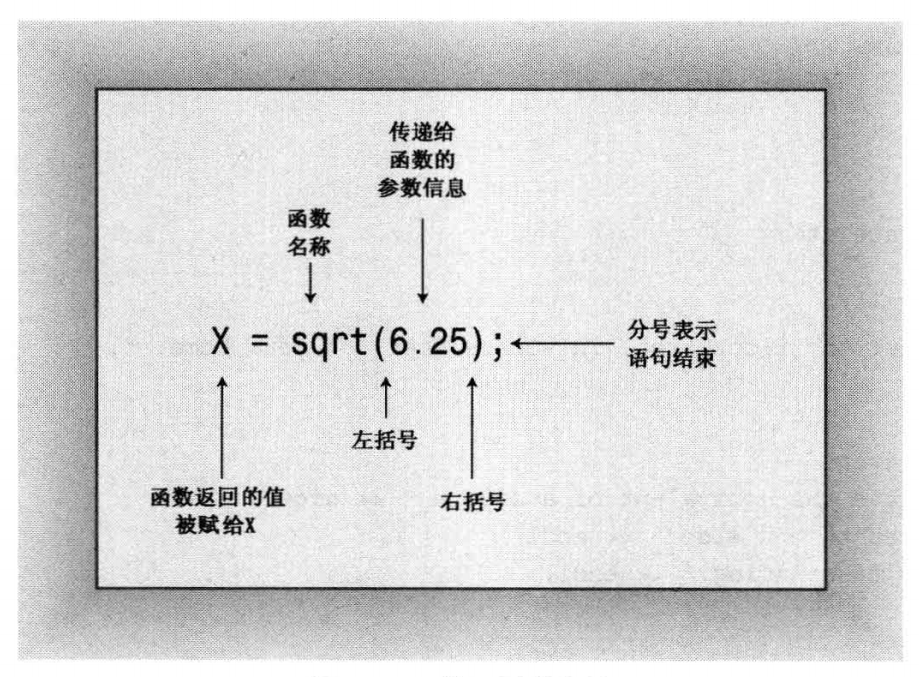 传递给
函数的
参数信息
函数
名称
X = sqrt(6.25);
分号表示
语句结束
左括号
函数返回的值
被赋给X
右括号